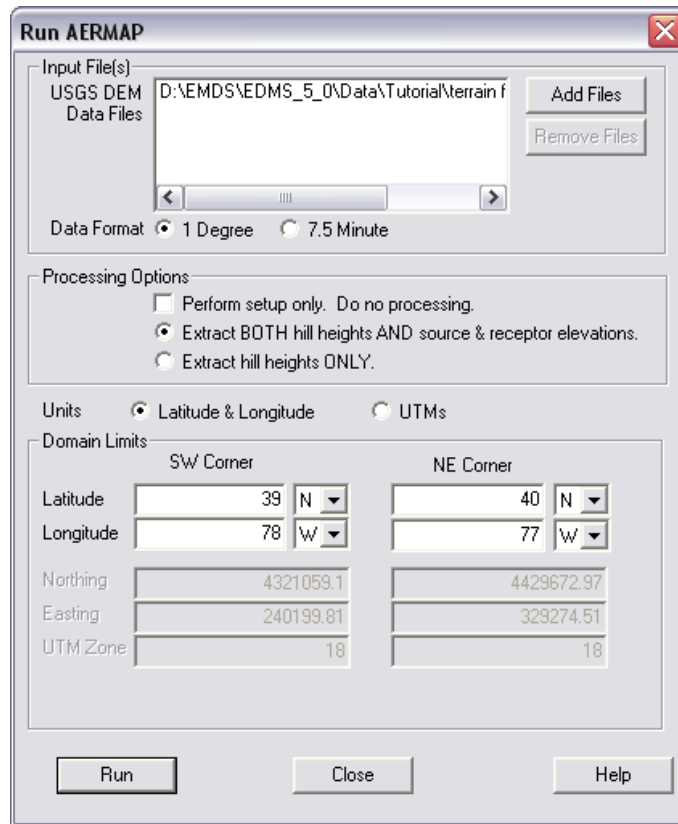 Run AERMAP
Input File(s)
USGS DEM Data Files
D:\EMDS\EDMS_5_0\Data\Tutorial\terrain f
Add Files
Remove Files
Data Format 1 Degree 7.5 Minute
Processing Options
Perform setup only. Do no processing.
Extract BOTH hill heights AND source & receptor elevations.
Extract hill heights ONLY.
Units Latitude & Longitude UTMs
Domain Limits
SW Corner NE Corner
Latitude 39 N 40 N
Longitude 78 W 77 W
Northing 4321059.1 4429672.97
Easting 240199.81 329274.51
UTM Zone 18 18
Run Close Help